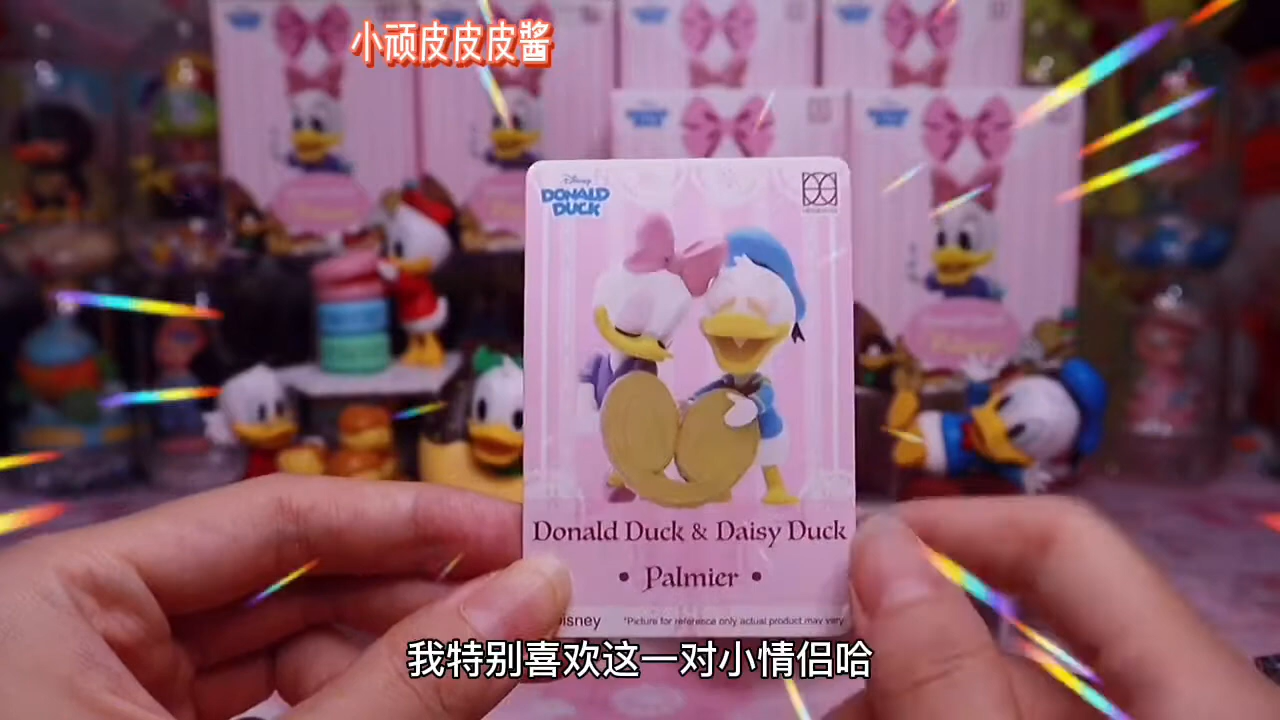 小顽皮皮皮酱
Disney
DONALD
DUCK
Donald Duck & Daisy Duck
• Palmier •
isney
*Picture for reference only actual product may vary
我特别喜欢这一对小情侣哈